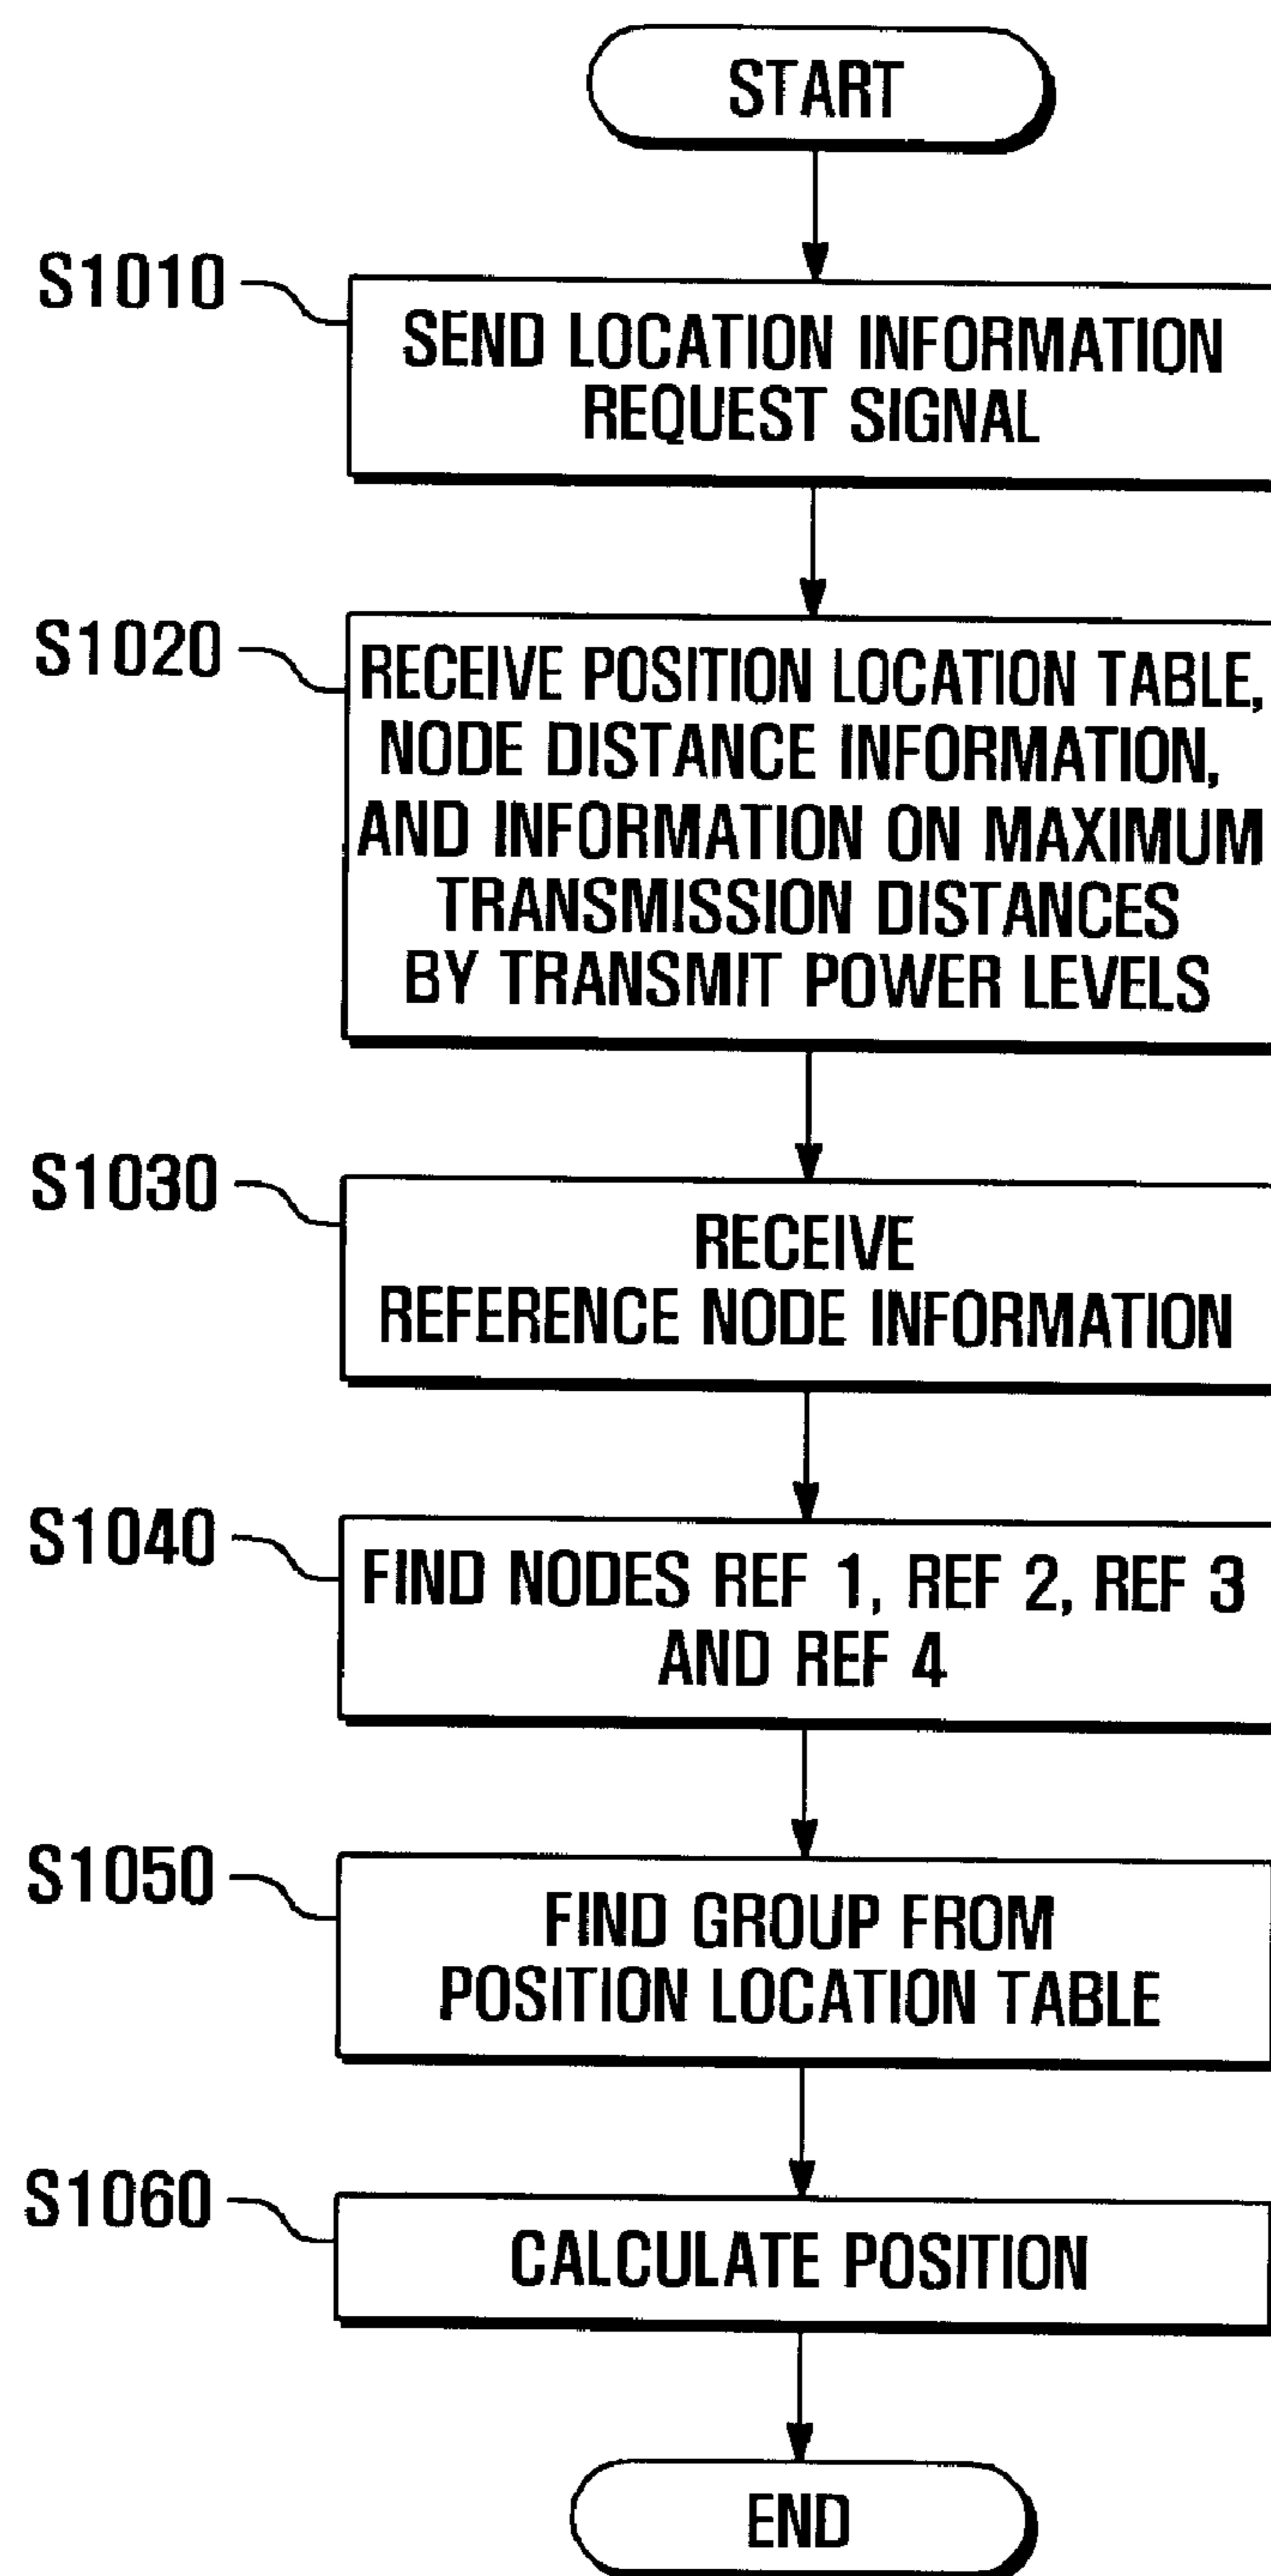 START
S1010
SEND LOCATION INFORMATION
REQUEST SIGNAL
S1020
RECEIVE POSITION LOCATION TABLE,
NODE DISTANCE INFORMATION,
AND INFORMATION ON MAXIMUM
TRANSMISSION DISTANCES
BY TRANSMIT POWER LEVELS
S1030
RECEIVE
REFERENCE NODE INFORMATION
S1040
FIND NODES REF 1, REF 2, REF 3
AND REF 4
S1050
FIND GROUP FROM
POSITION LOCATION TABLE
S1060
CALCULATE POSITION
END